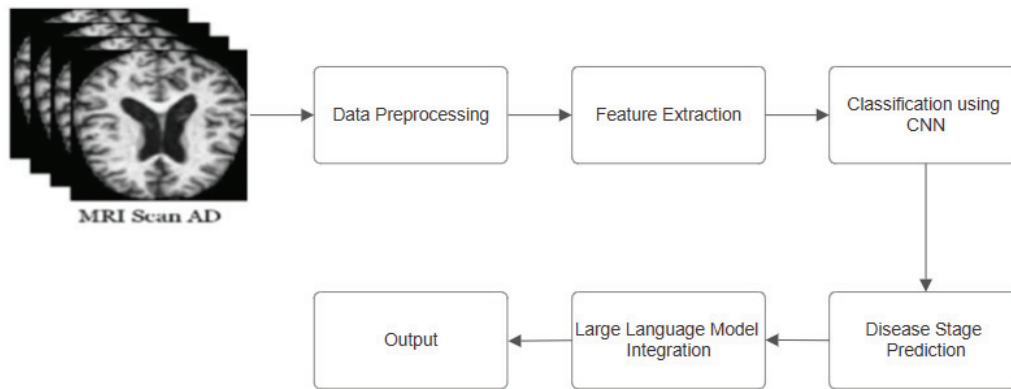 MRI Scan AD
Data Preprocessing
Feature Extraction
Classification using
CNN
Disease Stage
Prediction
Large Language Model
Integration
Output